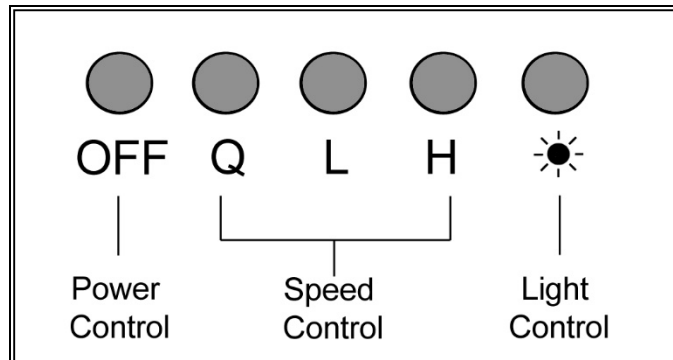 OFF Q L H
Power Control
Speed Control
Light Control